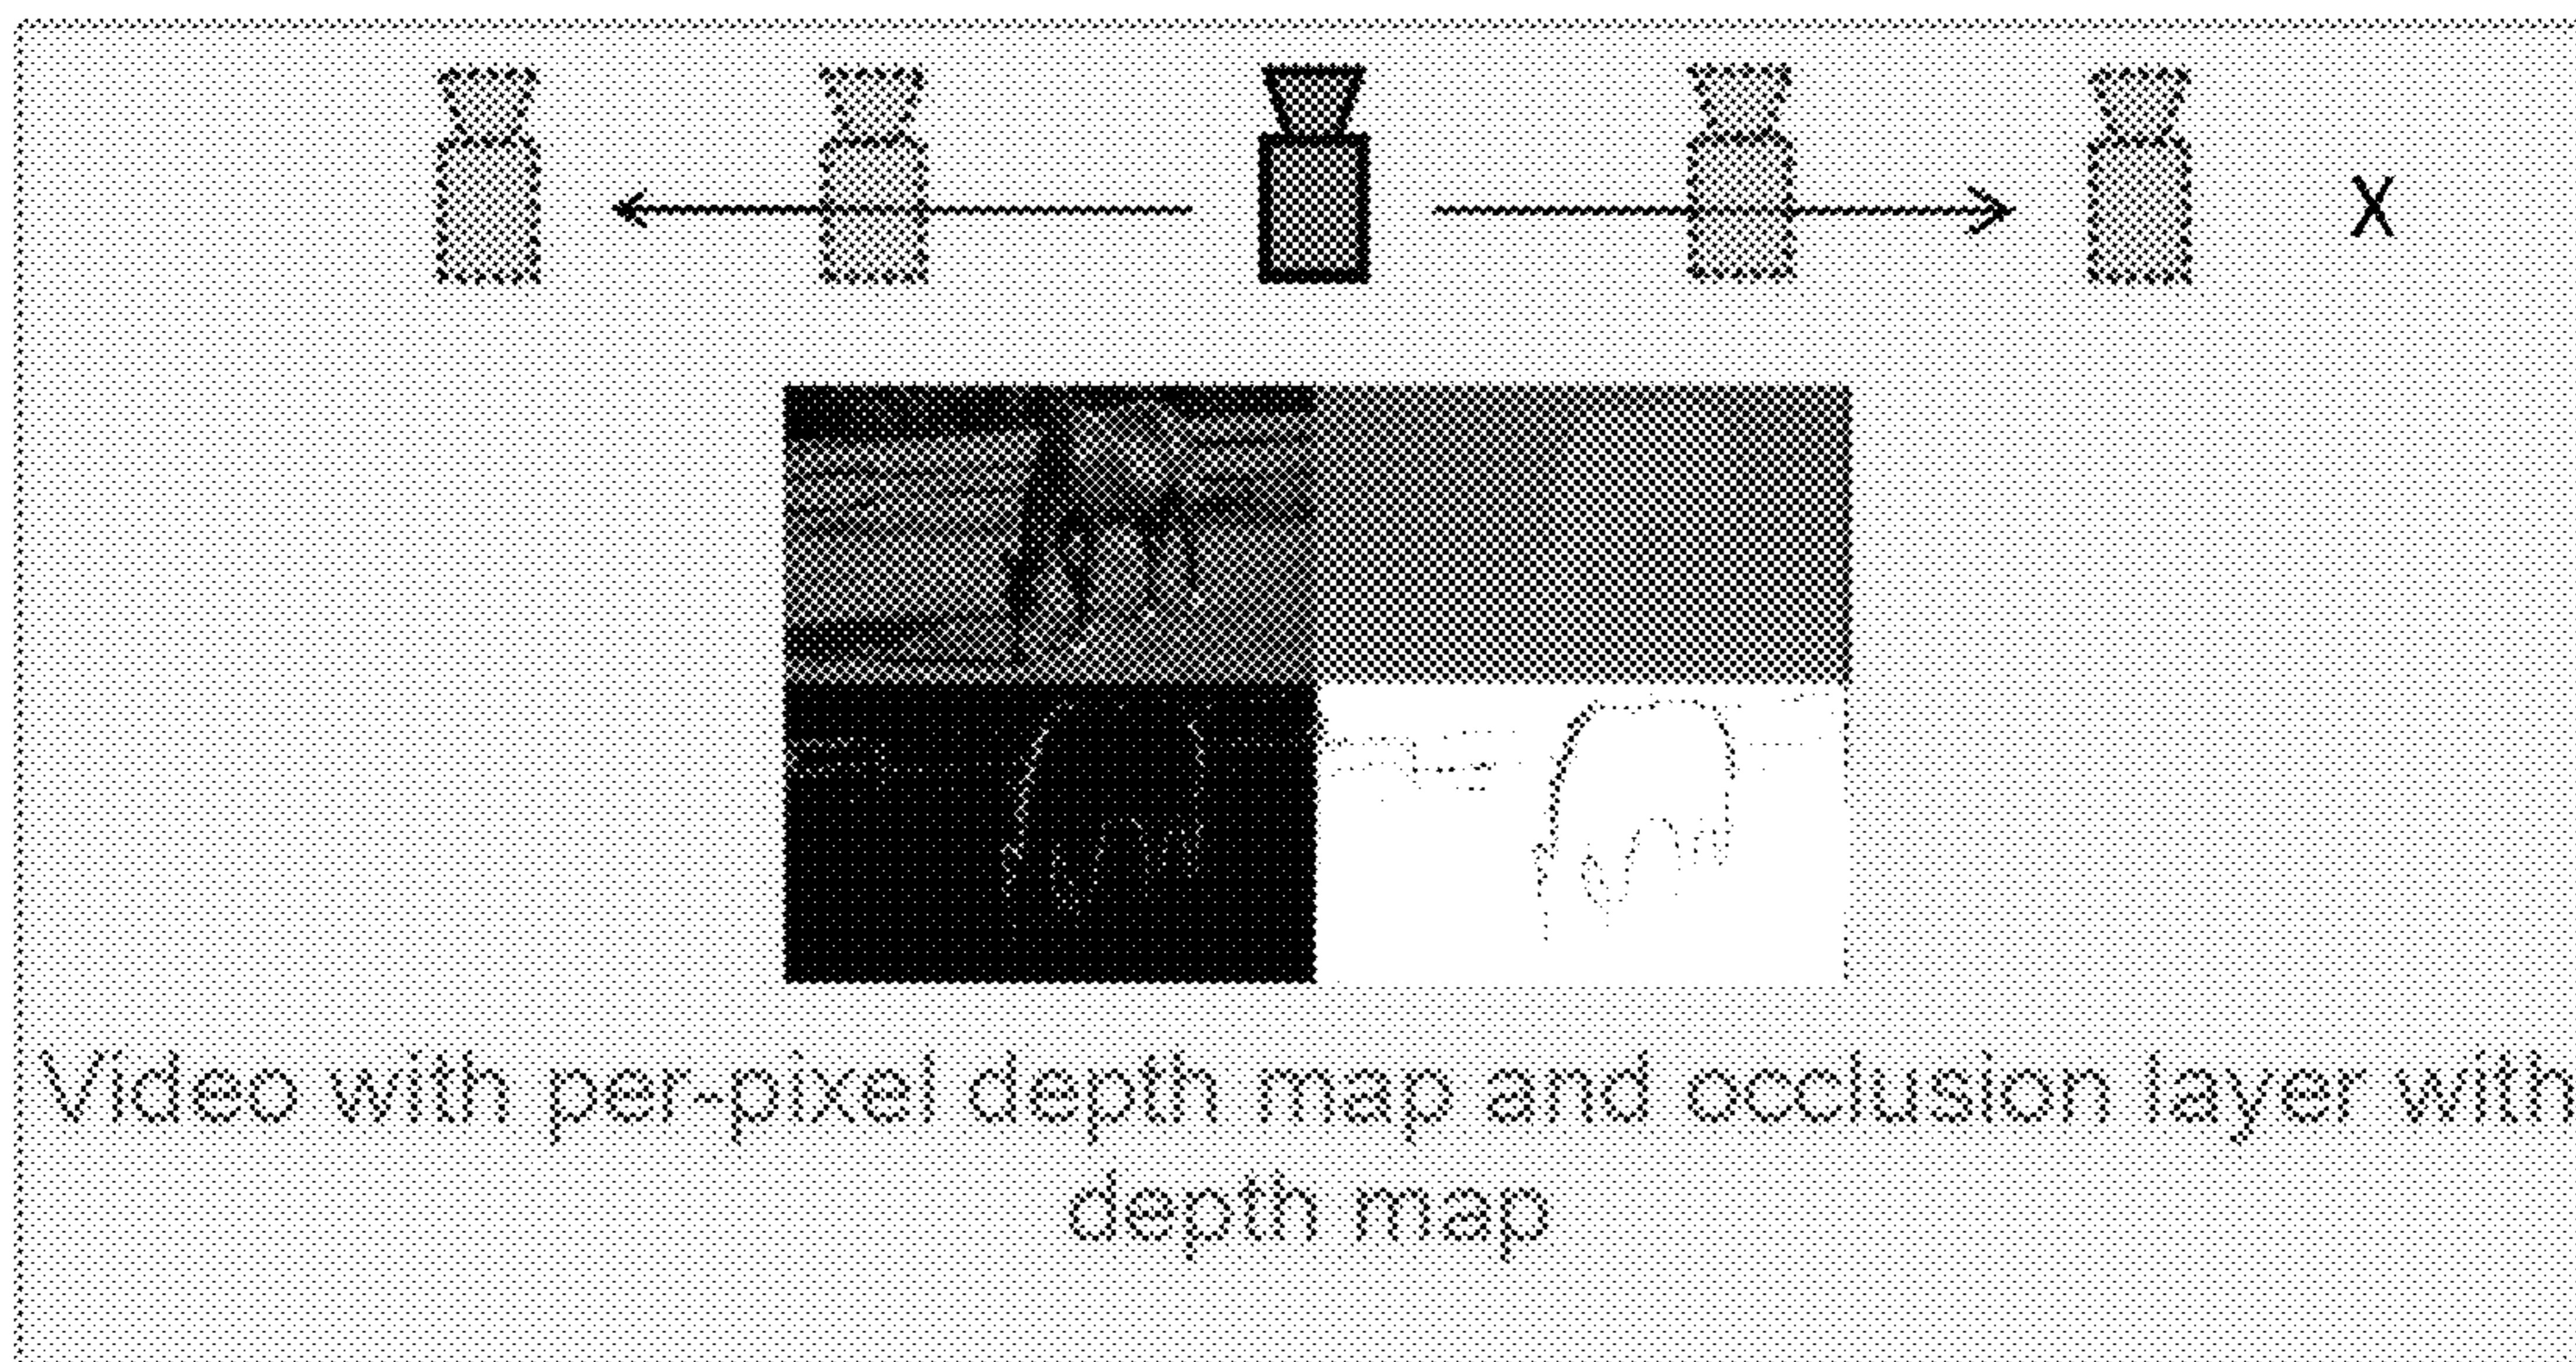 X
Video with per-pixel depth map and occlusion layer with
depth map